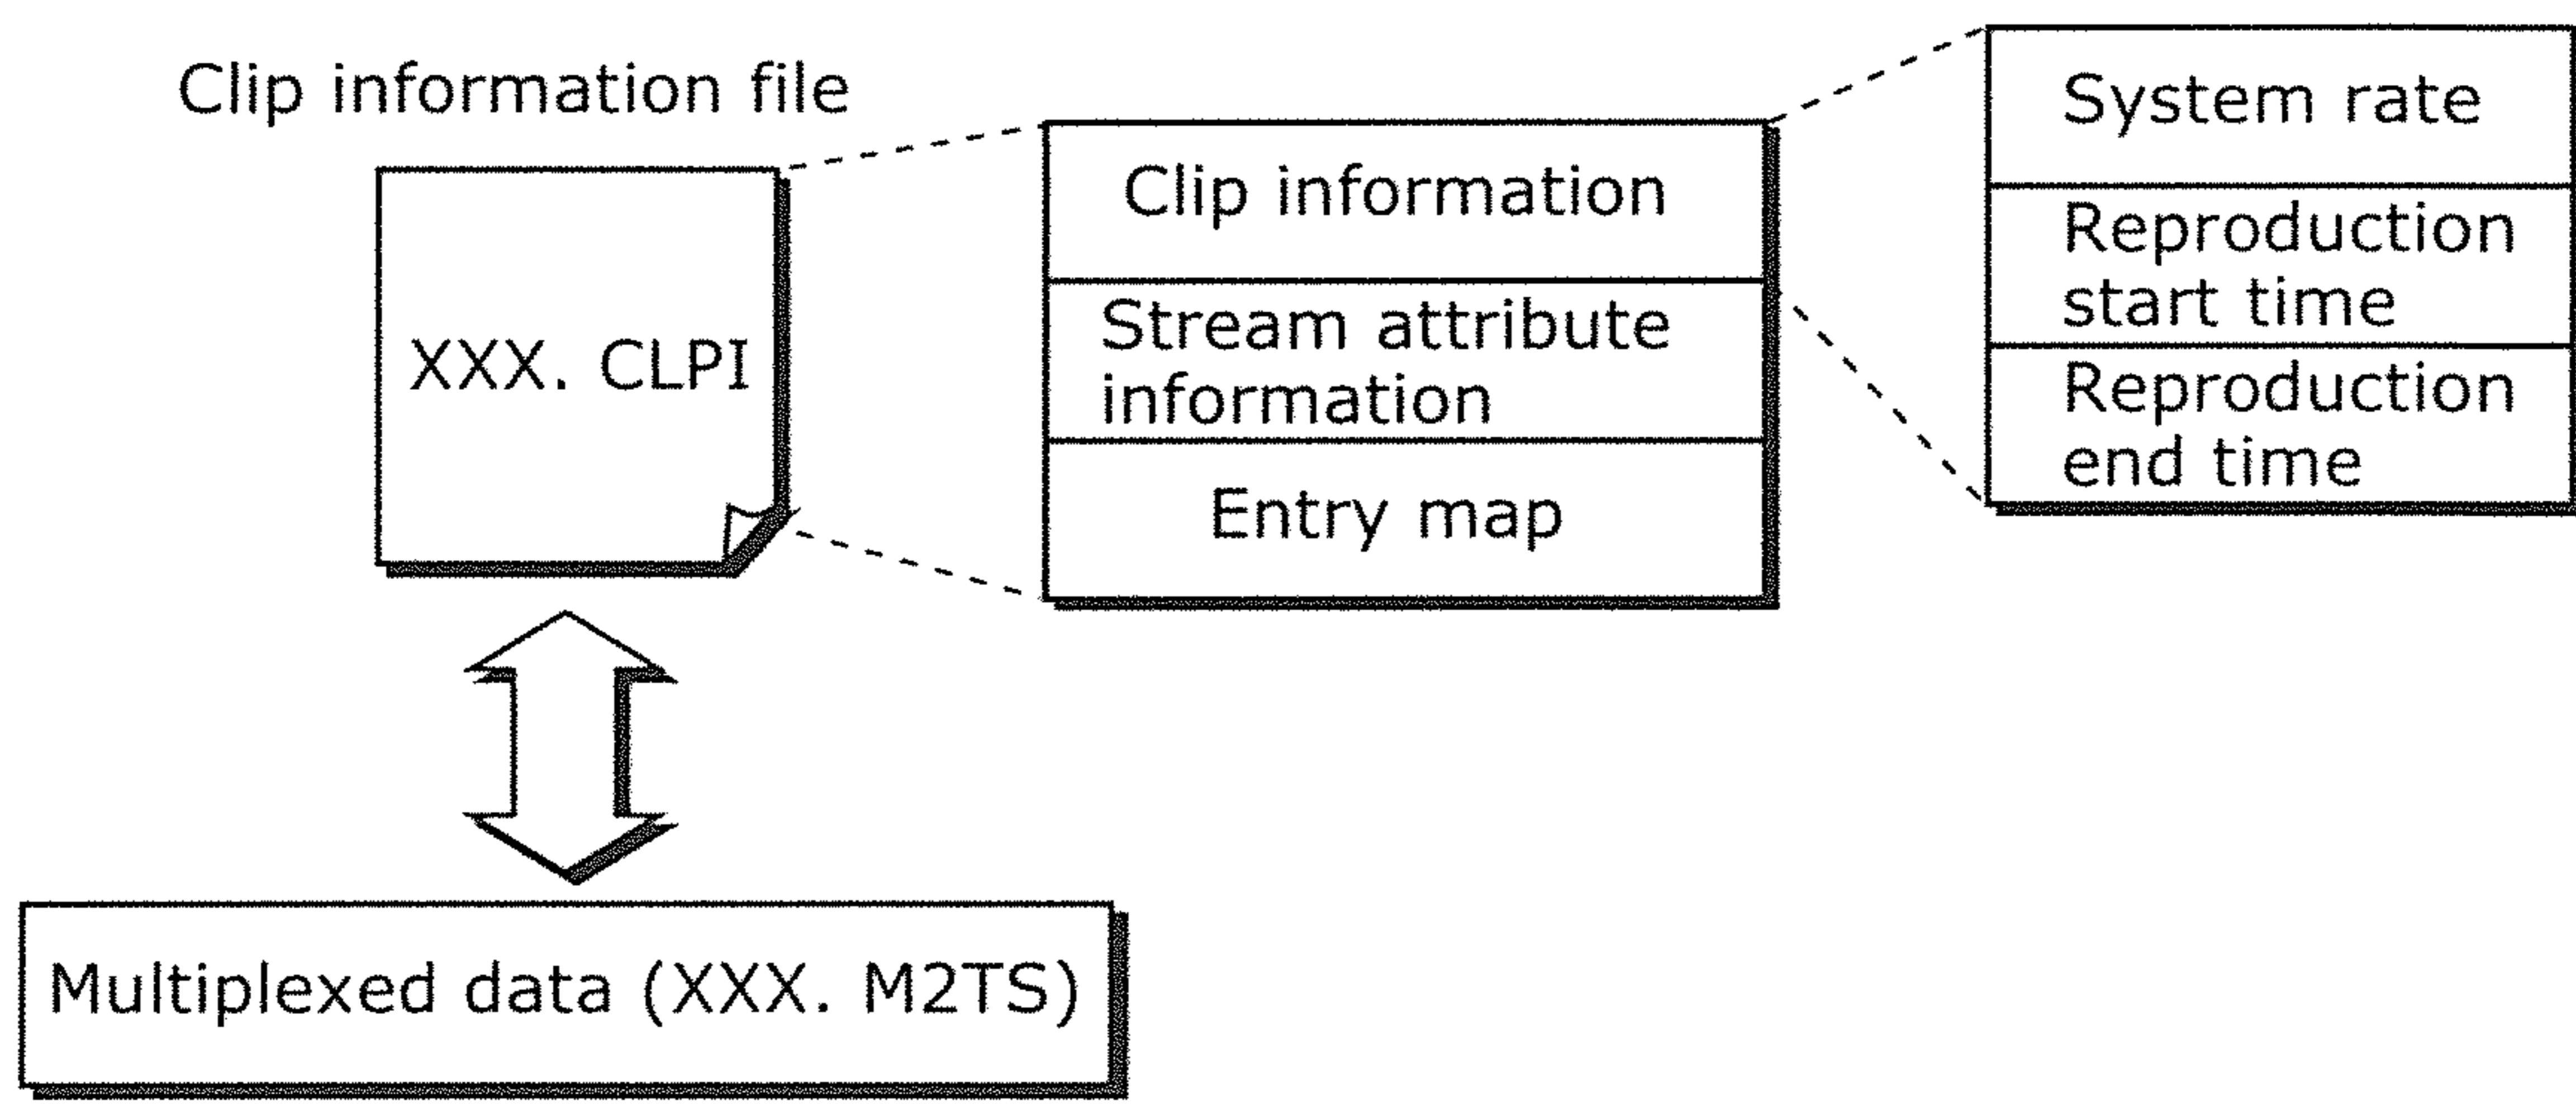 Clip information file
XXX. CLPI
Clip information
Stream attribute
information
Entry map
System rate
Reproduction
start time
Reproduction
end time
Multiplexed data (XXX. M2TS)